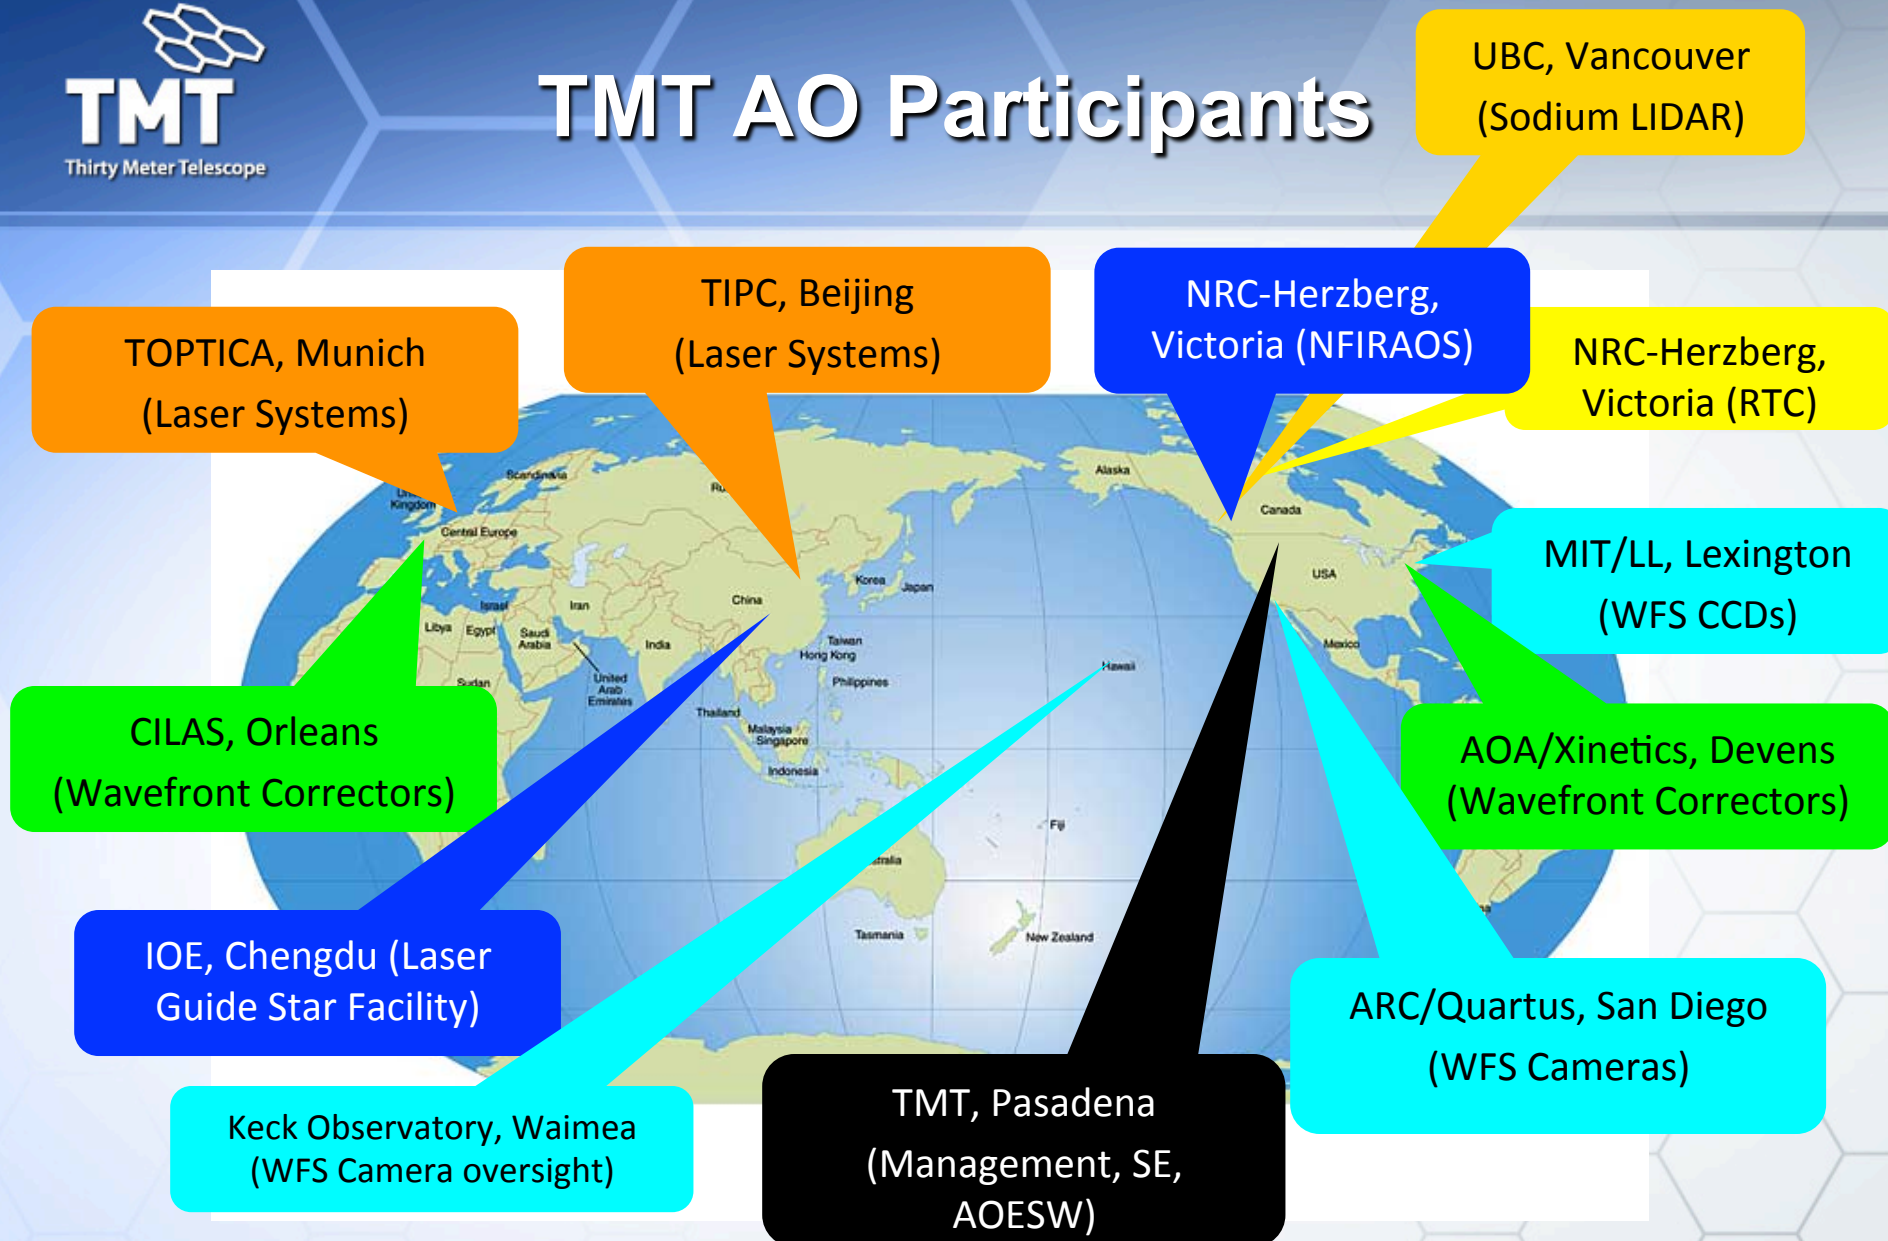 TMT
Thirty Meter Telescope
TMT AO Participants
UBC, Vancouver
(Sodium LIDAR)
TIPC, Beijing
(Laser Systems)
NRC-Herzberg,
Victoria (NFIRAOS)
TOPTICA, Munich
(Laser Systems)
NRC-Herzberg,
Victoria (RTC)
Scandinavia
Alaska
Kingdom
Canada
Central Europe
MIT/LL, Lexington
(WFS CCDs)
USA
Korea
Japan
China
Iran
Israel
Libya
Egypt
Saudi
Arabia
India
Taiwan
Hong Kong
Mexico
Hawaii
United
Arab
Emirates
Philippines
Sudan
Thailand
CILAS, Orleans
(Wavefront Correctors)
Malaysia
Singapore
Indonesia
AOA/Xinetics, Devens
(Wavefront Correctors)
Fiji
Tasmania
New Zealand
IOE, Chengdu (Laser
Guide Star Facility)
ARC/Quartus, San Diego
(WFS Cameras)
Keck Observatory, Waimea
(WFS Camera oversight)
TMT, Pasadena
(Management, SE,
AOESW)